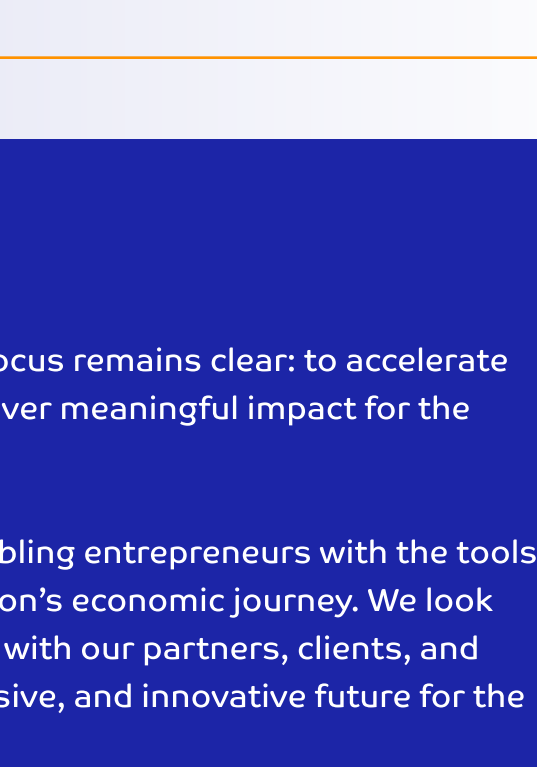 ocus remains clear: to accelerate
ver meaningful impact for the
bling entrepreneurs with the tools
on’s economic journey. We look
with our partners, clients, and
sive, and innovative future for the